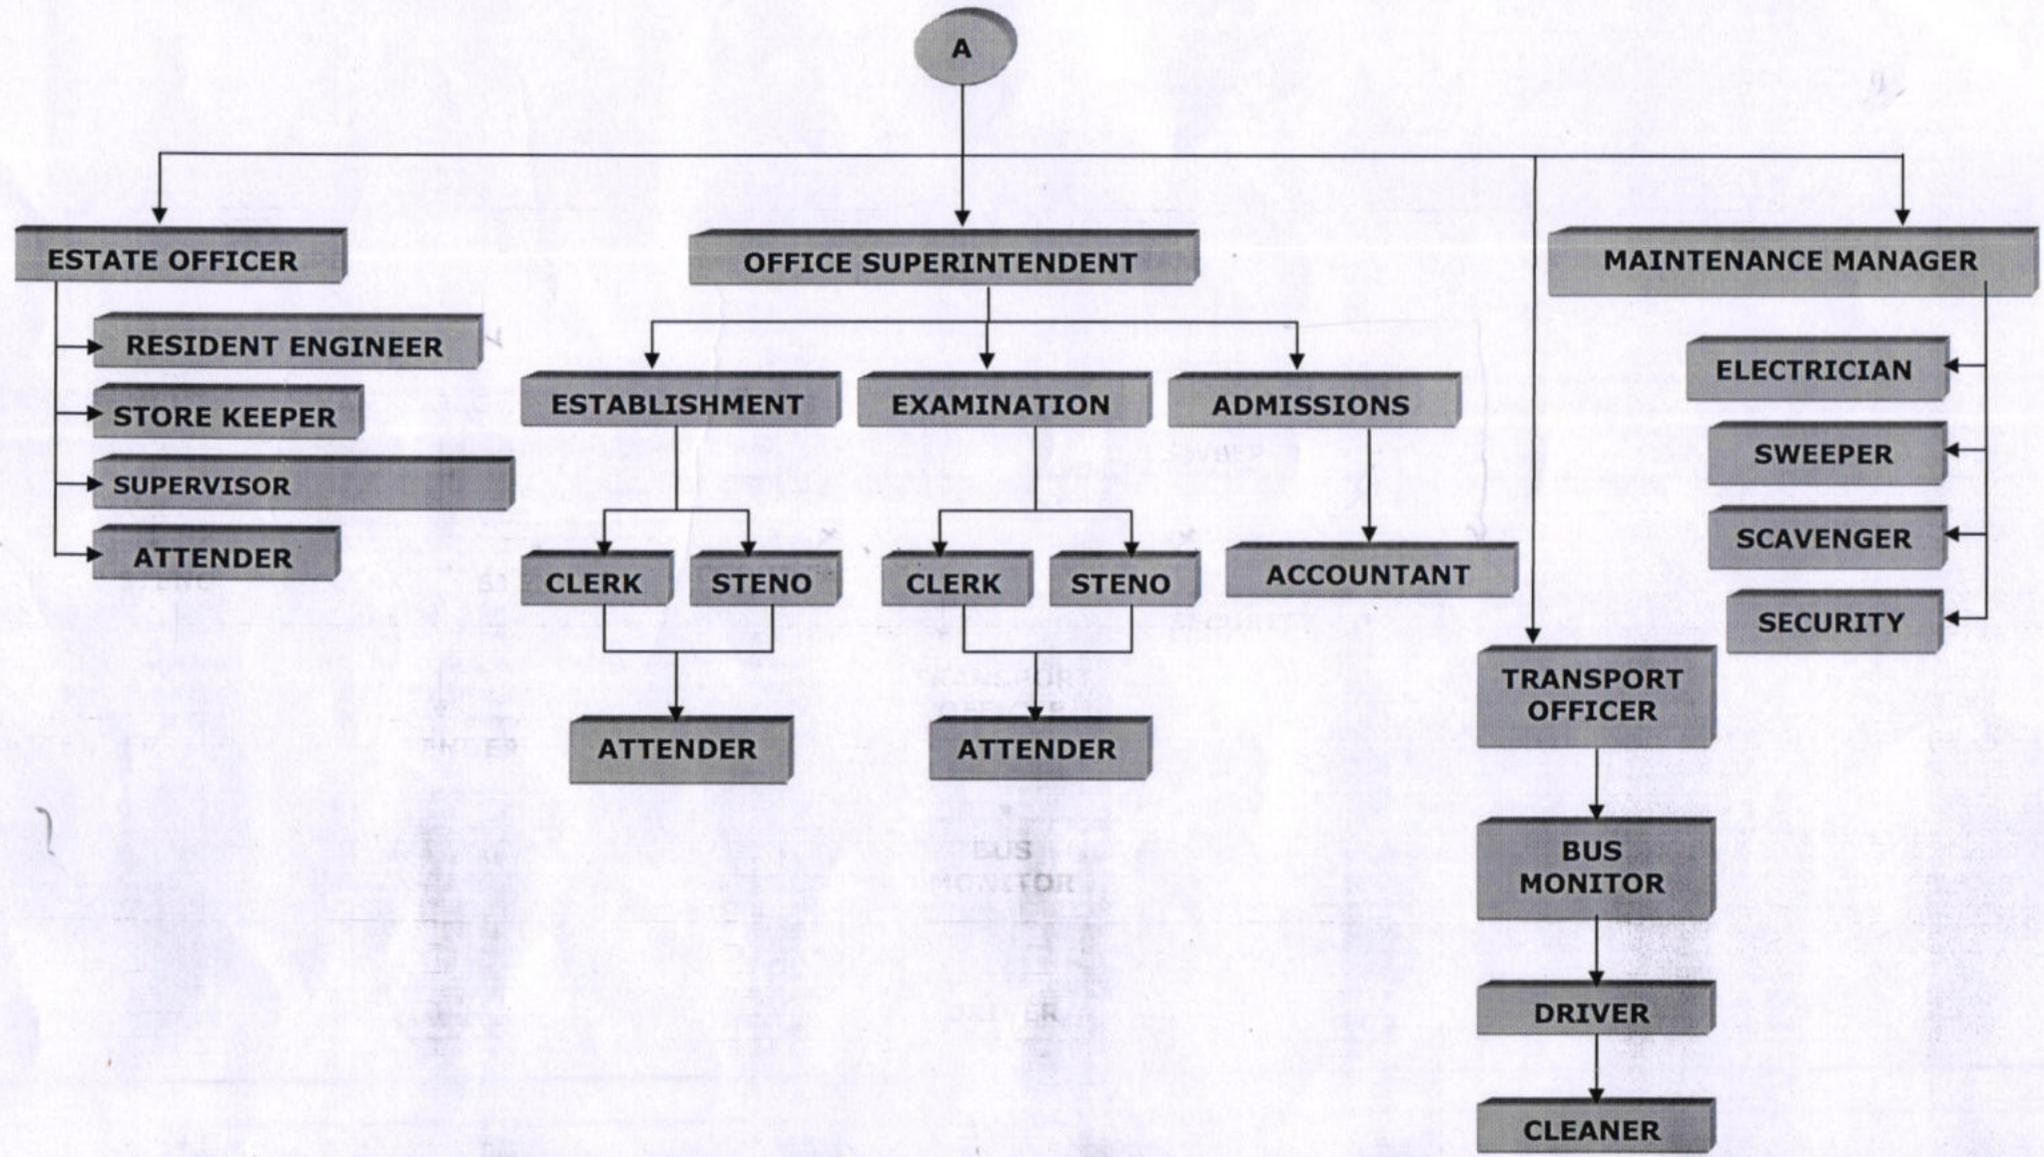 A
ESTATE OFFICER
OFFICE SUPERINTENDENT
MAINTENANCE MANAGER
RESIDENT ENGINEER
STORE KEEPER
SUPERVISOR
ATTENDER
ESTABLISHMENT
EXAMINATION
ADMISSIONS
CLERK
STENO
CLERK
STENO
ACCOUNTANT
ATTENDER
ATTENDER
ELECTRICIAN
SWEEPER
SCAVENGER
SECURITY
TRANSPORT
OFFICER
BUS
MONITOR
DRIVER
CLEANER